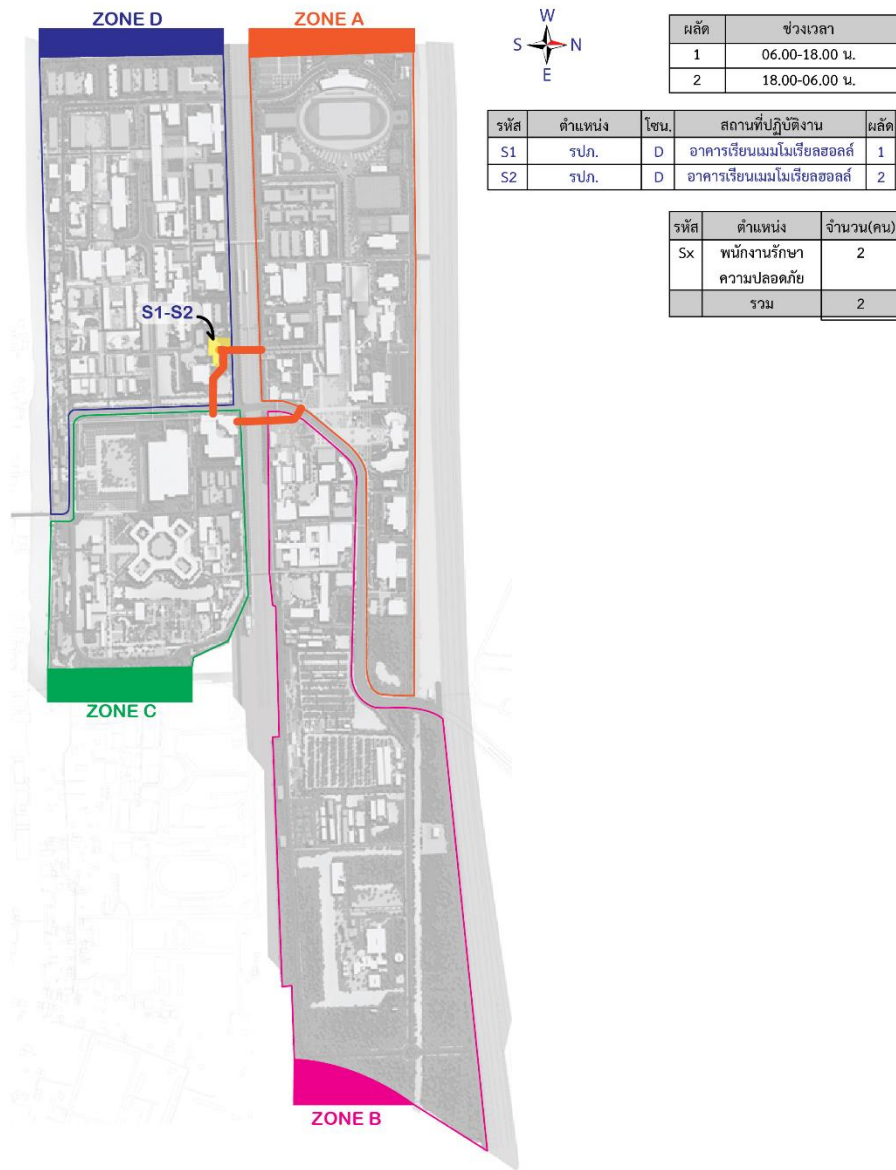 ZONE D
ZONE A
W
S N
E
ผลัด ช่วงเวลา
1 06.00-18.00 น.
2 18.00-06.00 น.
รหัส ตำแหน่ง โซน. สถานที่ปฏิบัติงาน ผลัด
S1 รปภ. D อาคารเรียนเมมโมเรียลฮอลล์ 1
S2 รปภ. D อาคารเรียนเมมโมเรียลฮอลล์ 2
รหัส ตำแหน่ง จำนวน(คน)
Sx พนักงานรักษา 2
ความปลอดภัย
รวม 2
S1-S2
ZONE C
ZONE B